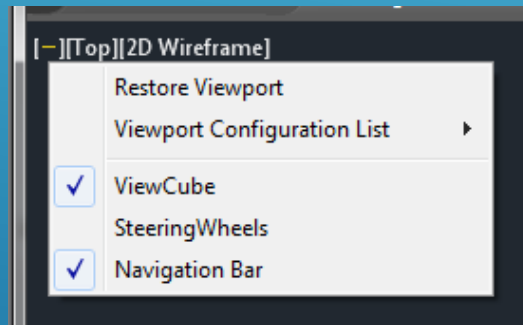 [−][Top][2D Wireframe]
Restore Viewport
Viewport Configuration List
ViewCube
SteeringWheels
Navigation Bar